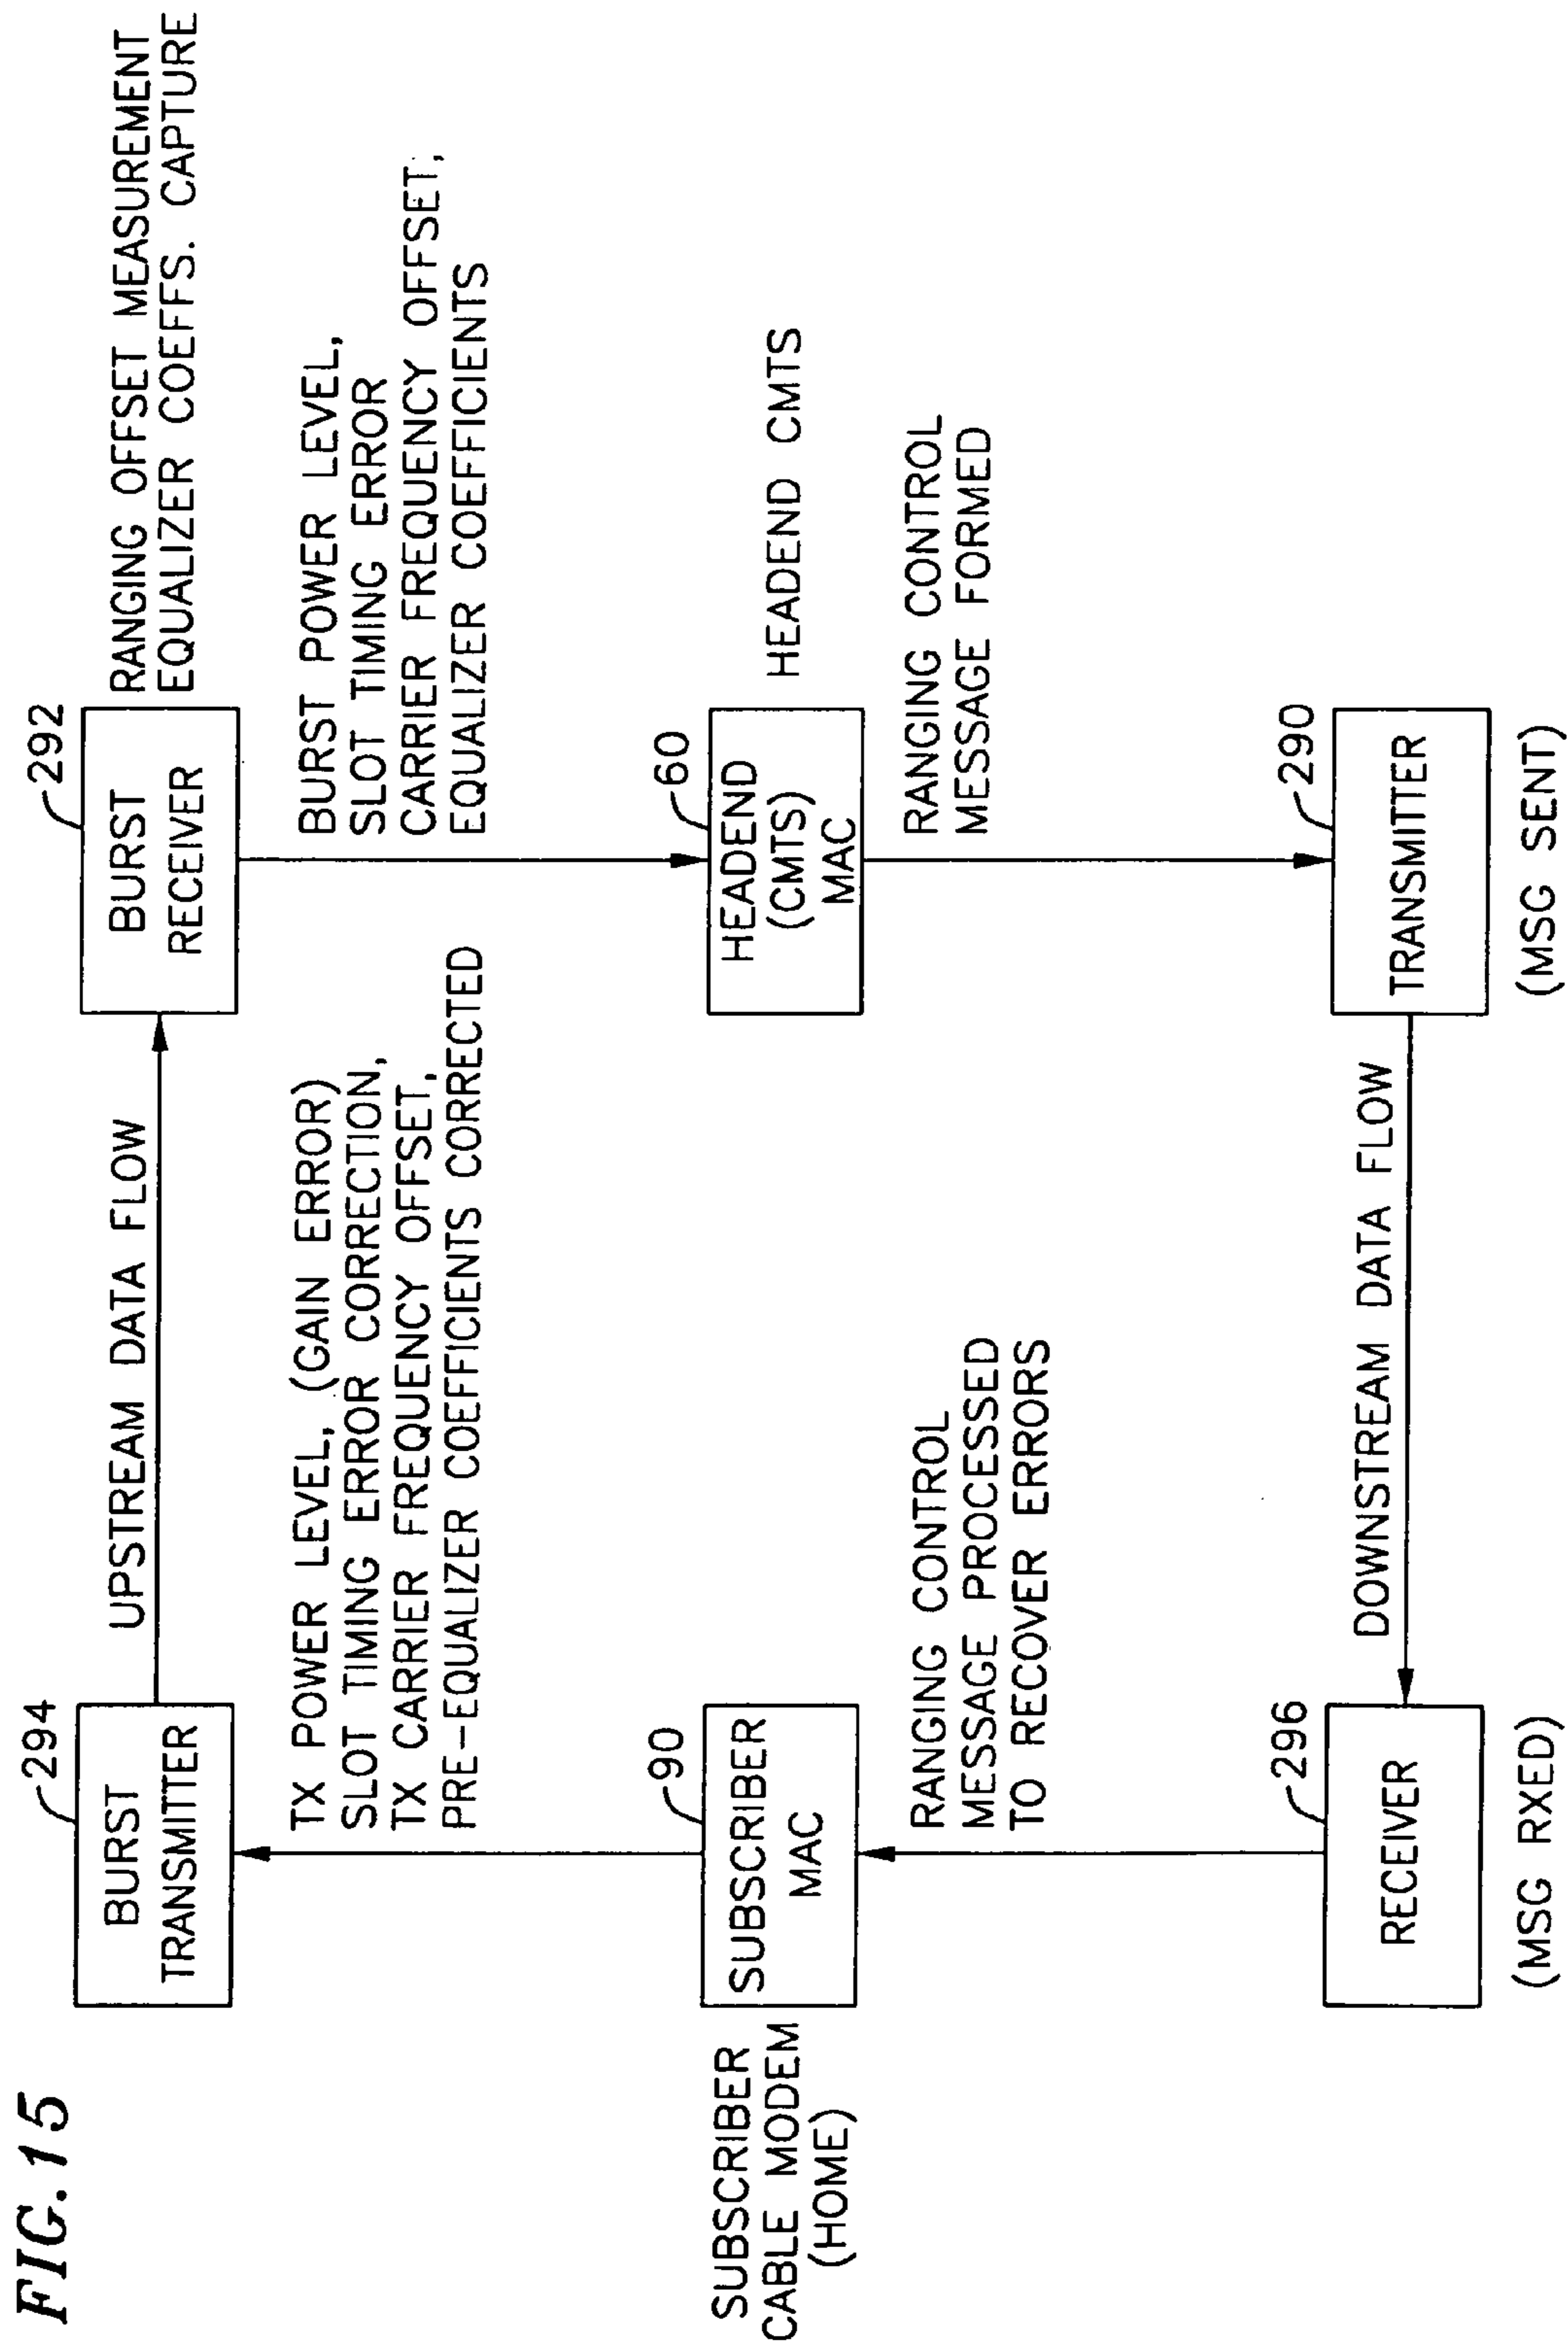 FIG. 15
294
BURST
TRANSMITTER
UPSTREAM DATA FLOW
292
BURST
RECEIVER
RANGING OFFSET MEASUREMENT
EQUALIZER COEFFS. CAPTURE
TX POWER LEVEL, (GAIN ERROR)
SLOT TIMING ERROR CORRECTION,
TX CARRIER FREQUENCY OFFSET,
PRE-EQUALIZER COEFFICIENTS CORRECTED
BURST POWER LEVEL,
SLOT TIMING ERROR
CARRIER FREQUENCY OFFSET,
EQUALIZER COEFFICIENTS
SUBSCRIBER
CABLE MODEM
(HOME)
90
SUBSCRIBER
MAC
60
HEADEND
(CMTS)
MAC
HEADEND CMTS
RANGING CONTROL
MESSAGE PROCESSED
TO RECOVER ERRORS
RANGING CONTROL
MESSAGE FORMED
296
RECEIVER
(MSG RXED)
DOWNSTREAM DATA FLOW
290
TRANSMITTER
(MSG SENT)